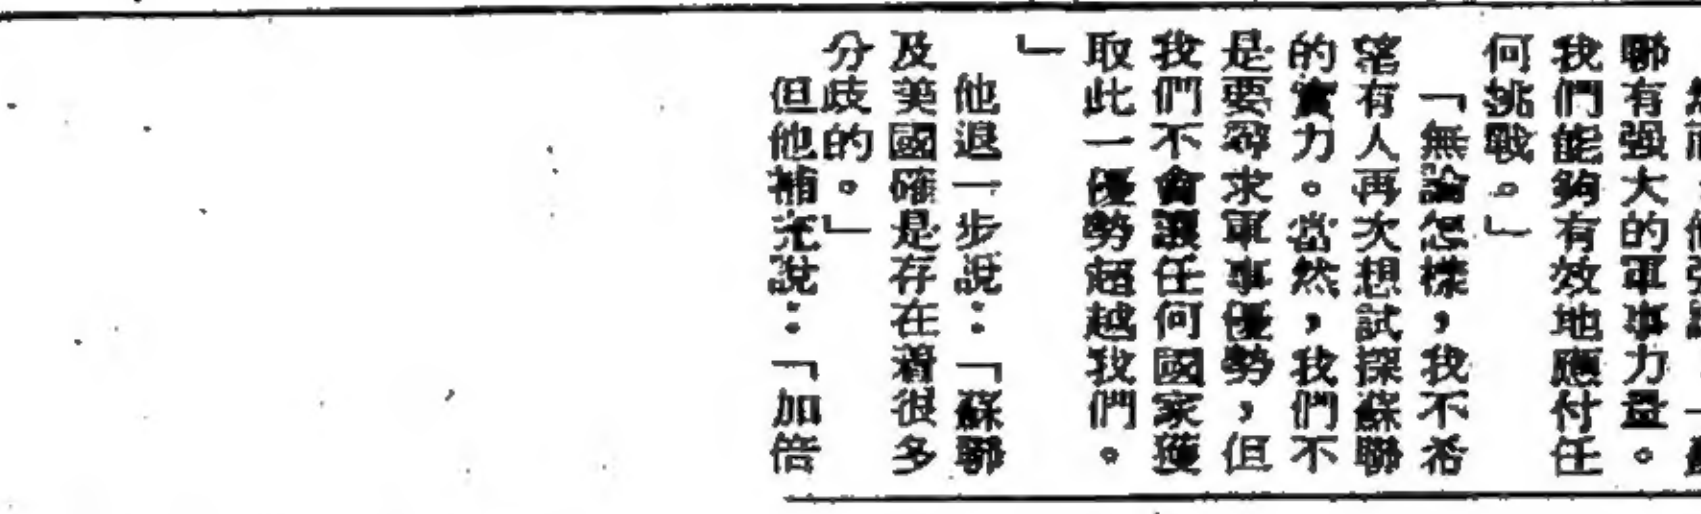 聯有强大的軍事力量。
我們能夠有效地應付任
何挑戰。」
「無論怎樣，我不希
望有人再次想試探蘇聯
的實力。當然，我們不
是要尋求軍事優勢，但
我們不會讓任何國家獲
取此一優勢超越我們。
」
他退一步說：「蘇聯
及美國確是存在着很多
分歧的。」
但他補充說：「加倍